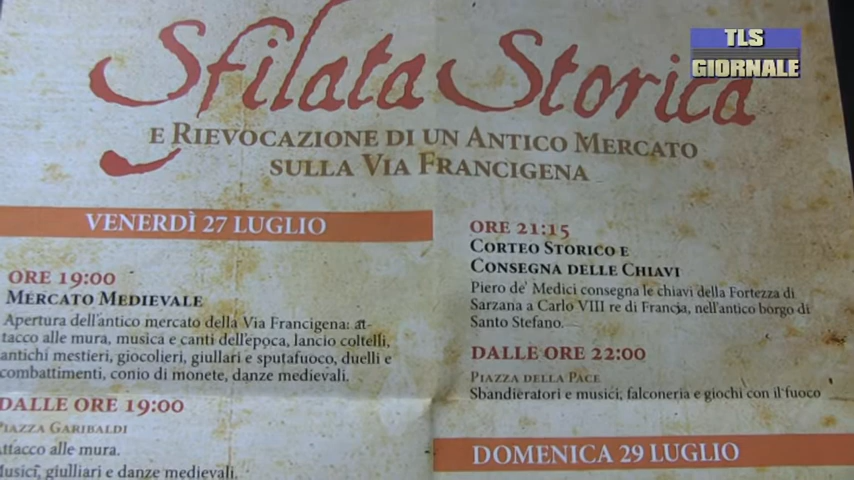 TLS
GIORNALE
Sfilata Storica
E RIEVOCAZIONE DI UN ANTICO MERCATO
SULLA VIA FRANCIGENA
VENERDÌ 27 LUGLIO
ORE 19:00
MERCATO MEDIEVALE
Apertura dell'antico mercato della Via Francigena: at-
tacco alle mura, musica e canti dell'epoca, lancio coltelli,
antichi mestieri, giocolieri, giullari e sputafuoco, duelli e
combattimenti, conio di monete, danze medievali.
DALLE ORE 19:00
PIAZZA GARIBALDI
Attacco alle mura.
Musici, giulliari e danze medievali.
ORE 21:15
CORTEO STORICO E
CONSEGNA DELLE CHIAVI
Piero de' Medici consegna le chiavi della Fortezza di
Sarzana a Carlo VIII re di Francia, nell'antico borgo di
Santo Stefano.
DALLE ORE 22:00
PIAZZA DELLA PACE
Sbandieratori e musici, falconeria e giochi con il fuoco
DOMENICA 29 LUGLIO